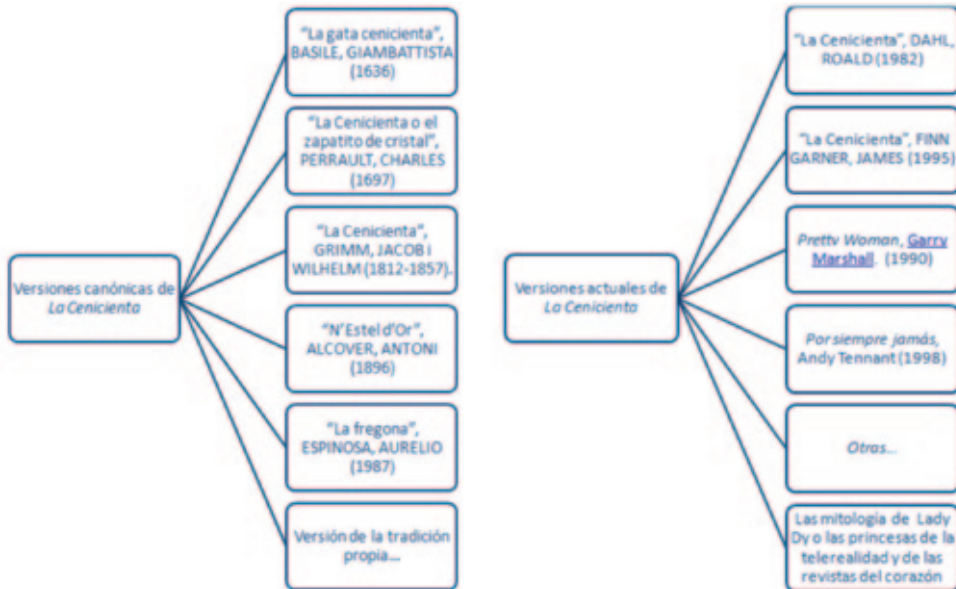 "La gata cenicienta",
BASILE, GIAMBATTISTA
(1636)
"La Cenicienta o el
zapatito de cristal",
PERRAULT, CHARLES
(1697)
"La Cenicienta",
GRIMM, JACOB i
WILHELM (1812-1857).
Versiones canónicas de
La Cenicienta
"N'Estel d'Or",
ALCOVER, ANTONI
(1896)
"La fregona",
ESPINOSA, AURELIO
(1987)
Versión de la tradición
propia...
"La Cenicienta", DAHL,
ROALD (1982)
"La Cenicienta", FINN
GARNER, JAMES (1995)
Pretty Woman, Garry
Marshall. (1990)
Versiones actuales de
La Cenicienta
Por siempre jamás,
Andy Tennant (1998)
Otras...
Las mitología de Lady
Dy o las princesas de la
telerealidad y de las
revistas del corazón